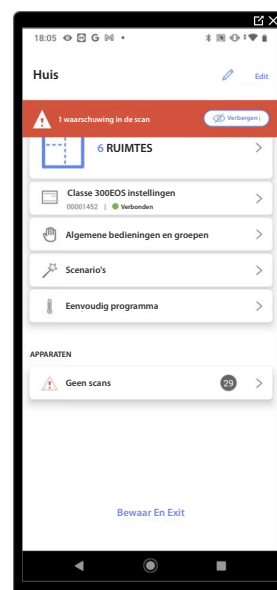 18:05
Huis
Edit
1 waarschuwing in de scan
Verbergen
6 RUIMTES
Classe 300EOS instellingen
00001452 | Verbonden
Algemene bedieningen en groepen
Scenario's
Eenvoudig programma
APPARATEN
Geen scans
29
Bewaar En Exit